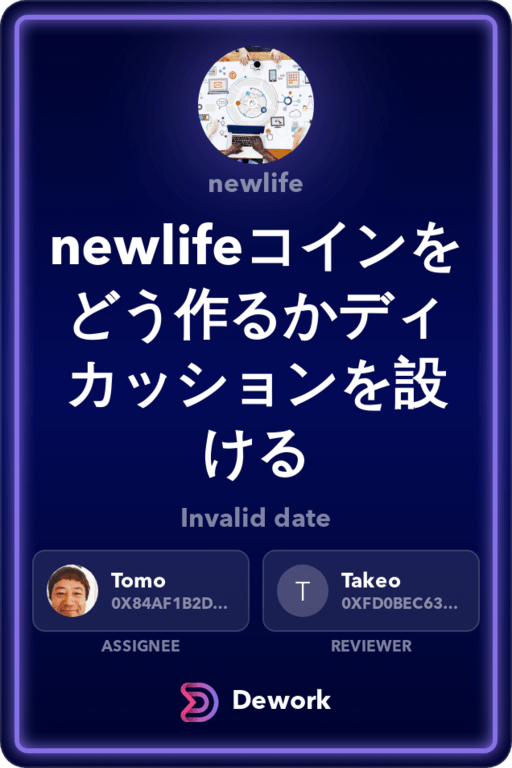 newlife
newlifeコインを
どう作るかディ
カッションを設
ける
Invalid date
Tomo
0X84AF1B2D...
ASSIGNEE
T
Takeo
0XFD0BEC63...
REVIEWER
Dework